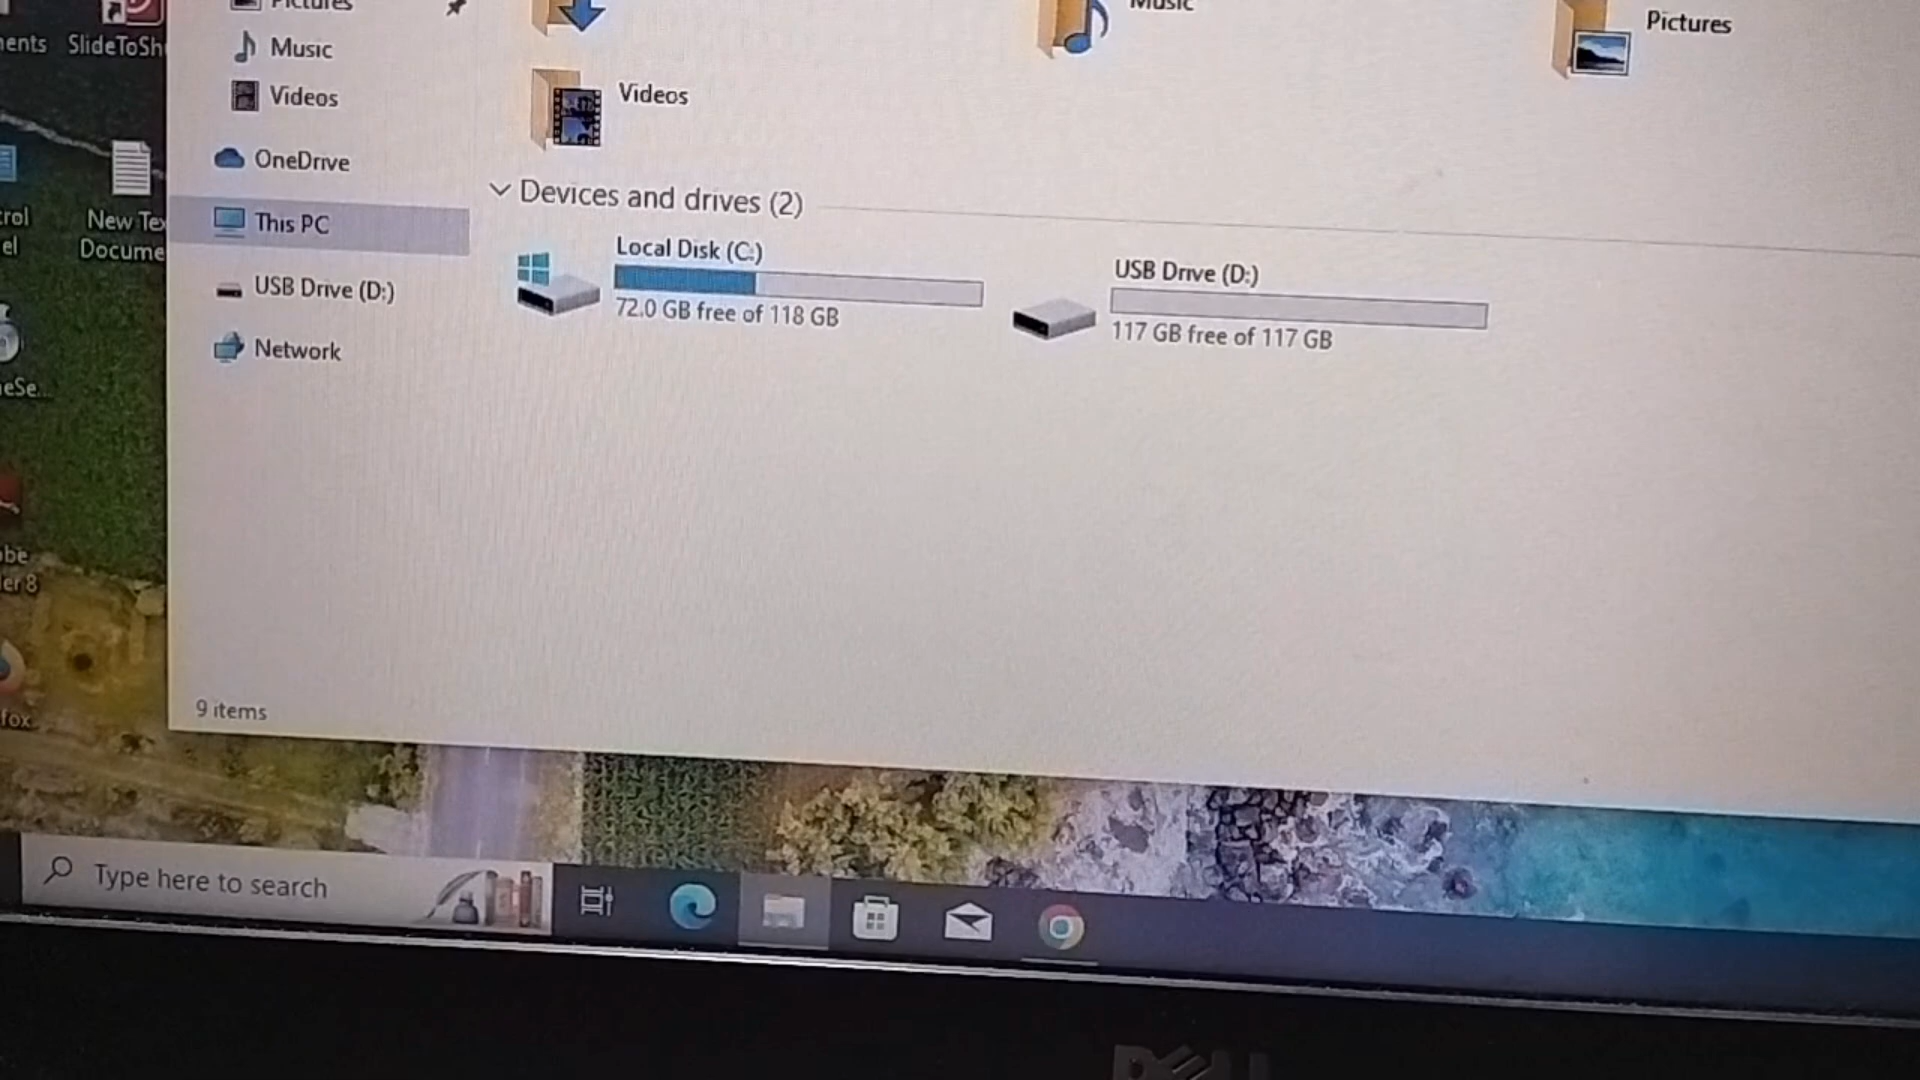 Pictures
Music
Pictures
ents
SlideToSh
Music
Videos
Videos
OneDrive
Devices and drives (2)
rol
el
New Tex
Docume
This PC
Local Disk (C:)
72.0 GB free of 118 GB
USB Drive (D:)
117 GB free of 117 GB
USB Drive (D:)
Network
eSe...
be
er 8
fox
9 items
Type here to search
DELL